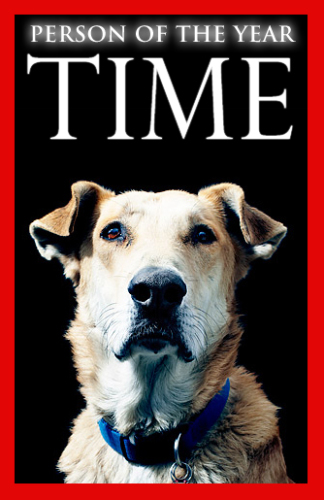 PERSON OF THE YEAR
TIME